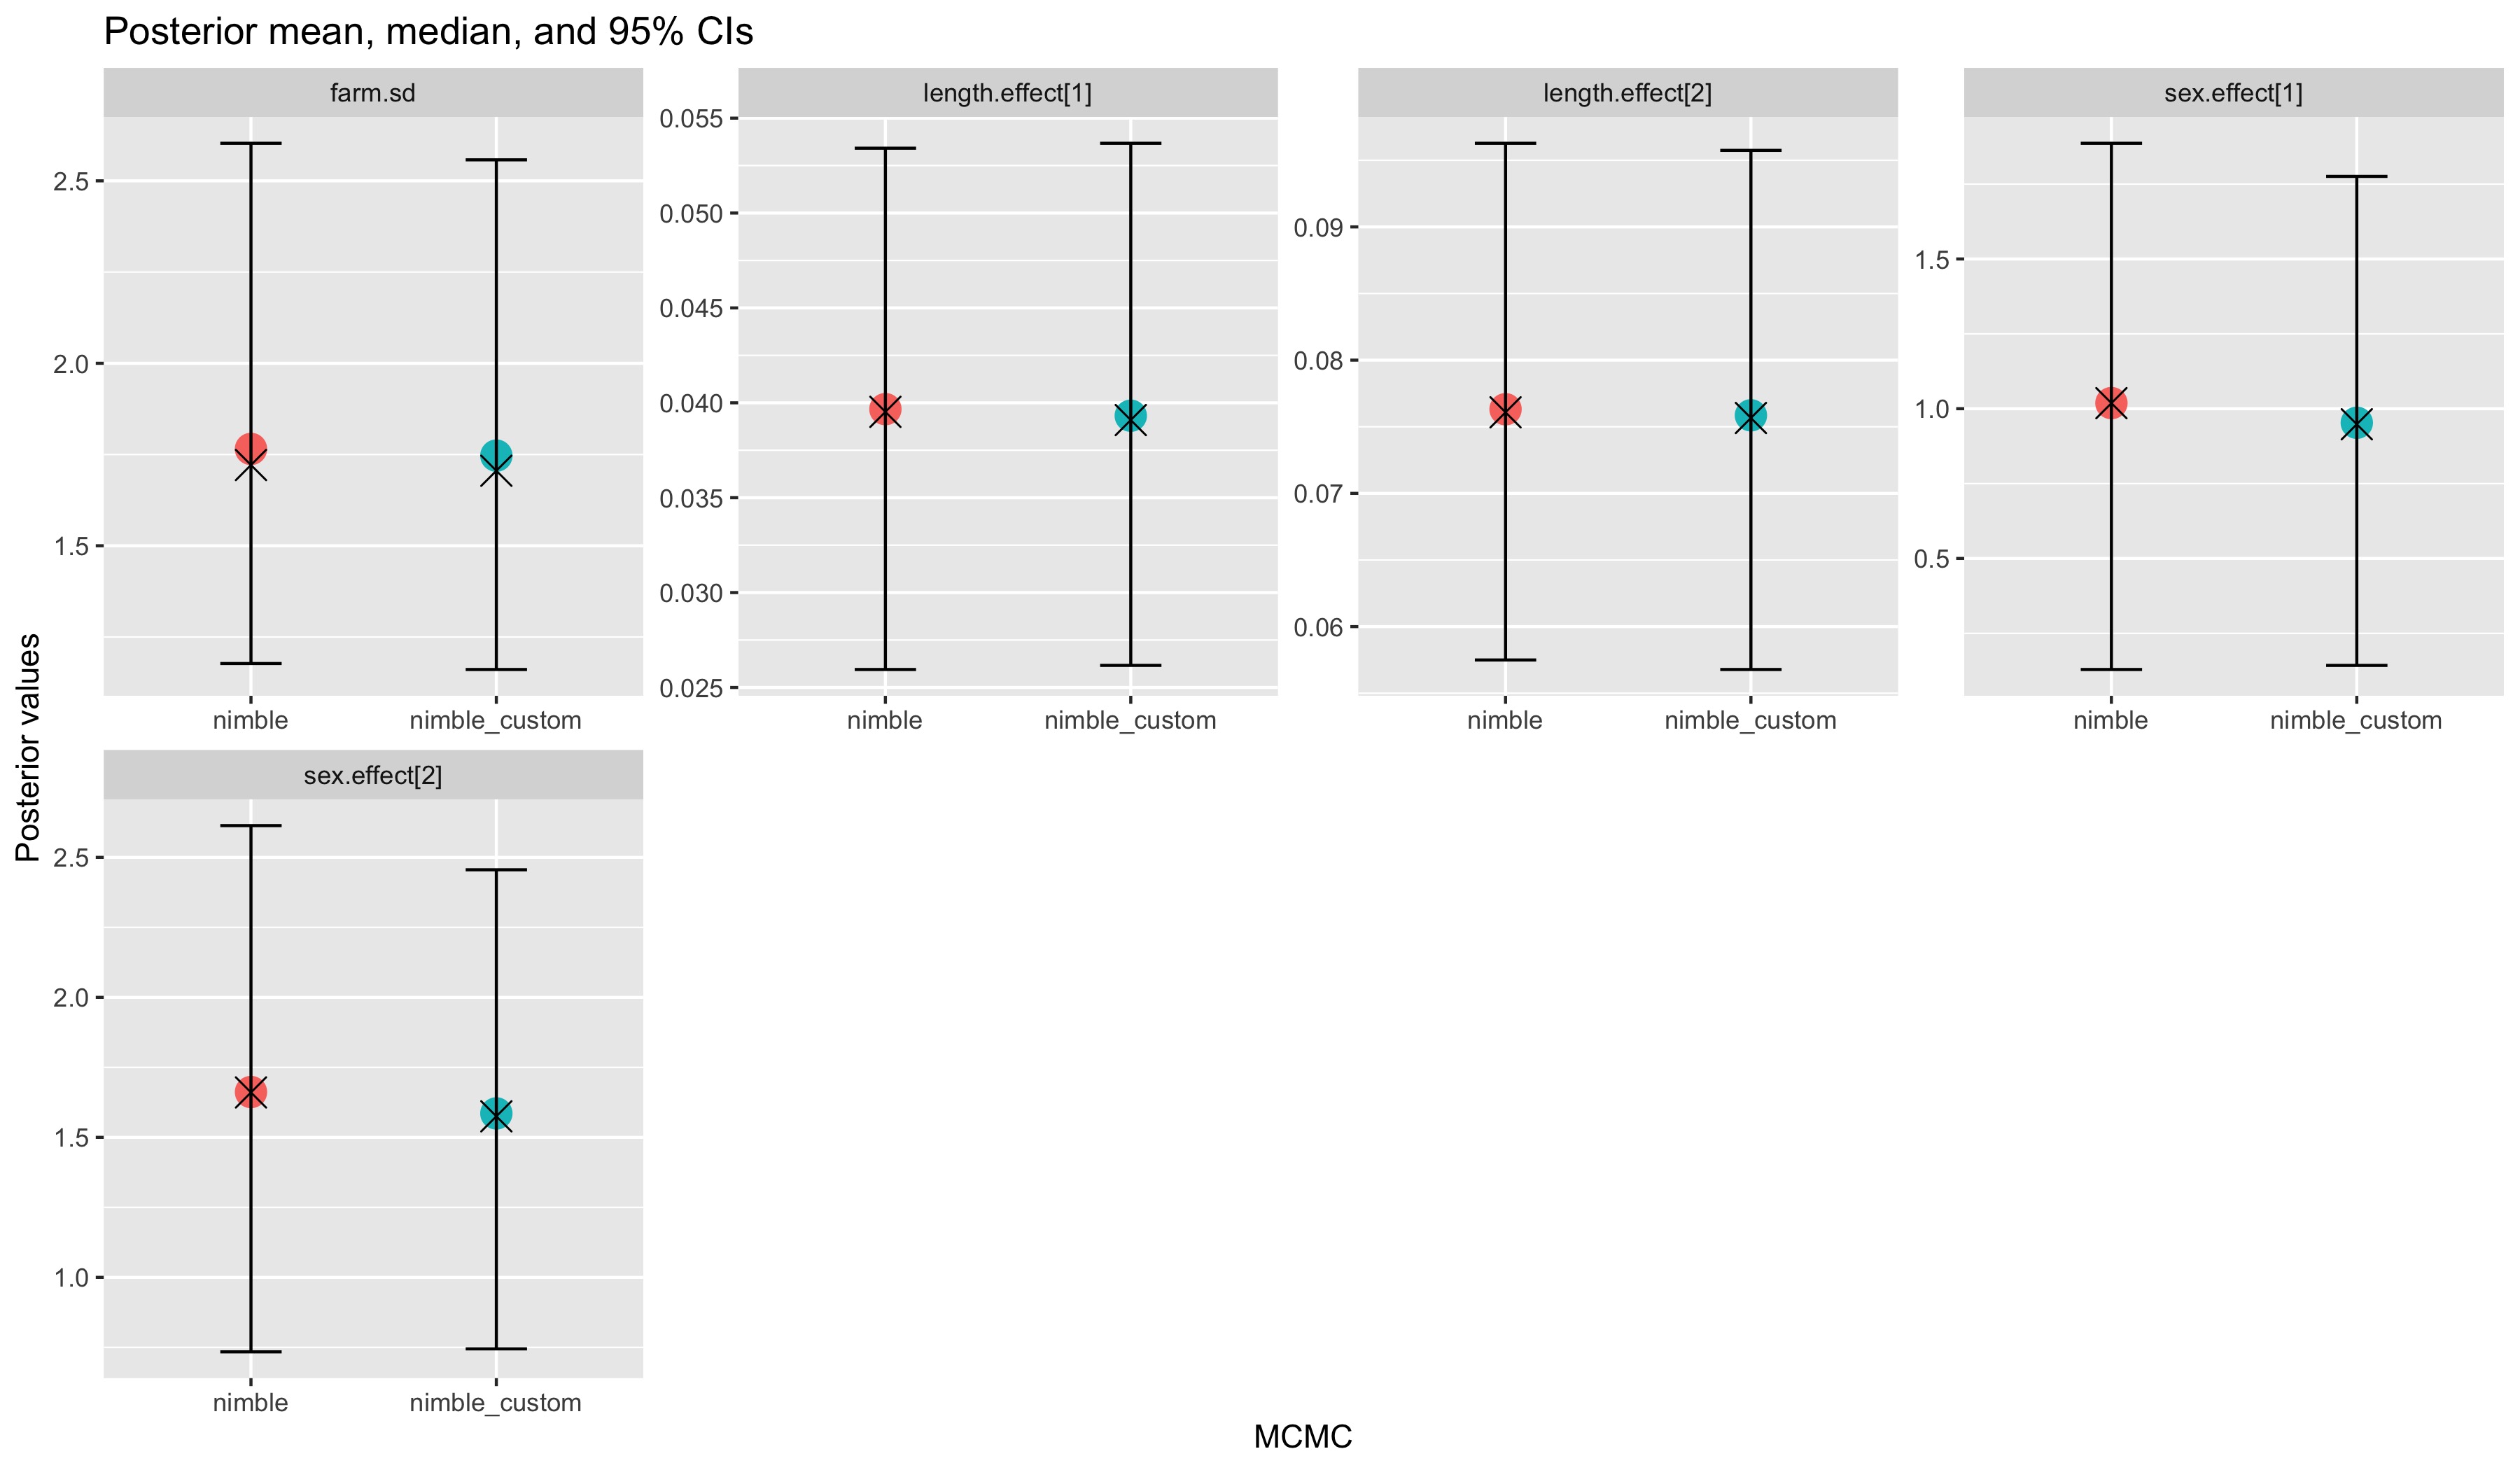 Posterior mean, median, and 95% CIs
farm.sd
length.effect[1]
length.effect[2]
sex.effect[1]
2.5
2.0
1.5
0.055
0.050
0.045
0.040
0.035
0.030
0.025
0.09
0.08
0.07
0.06
1.5
1.0
0.5
nimble nimble_custom
nimble nimble_custom
nimble nimble_custom
nimble nimble_custom
Posterior values
sex.effect[2]
2.5
2.0
1.5
1.0
nimble nimble_custom
MCMC